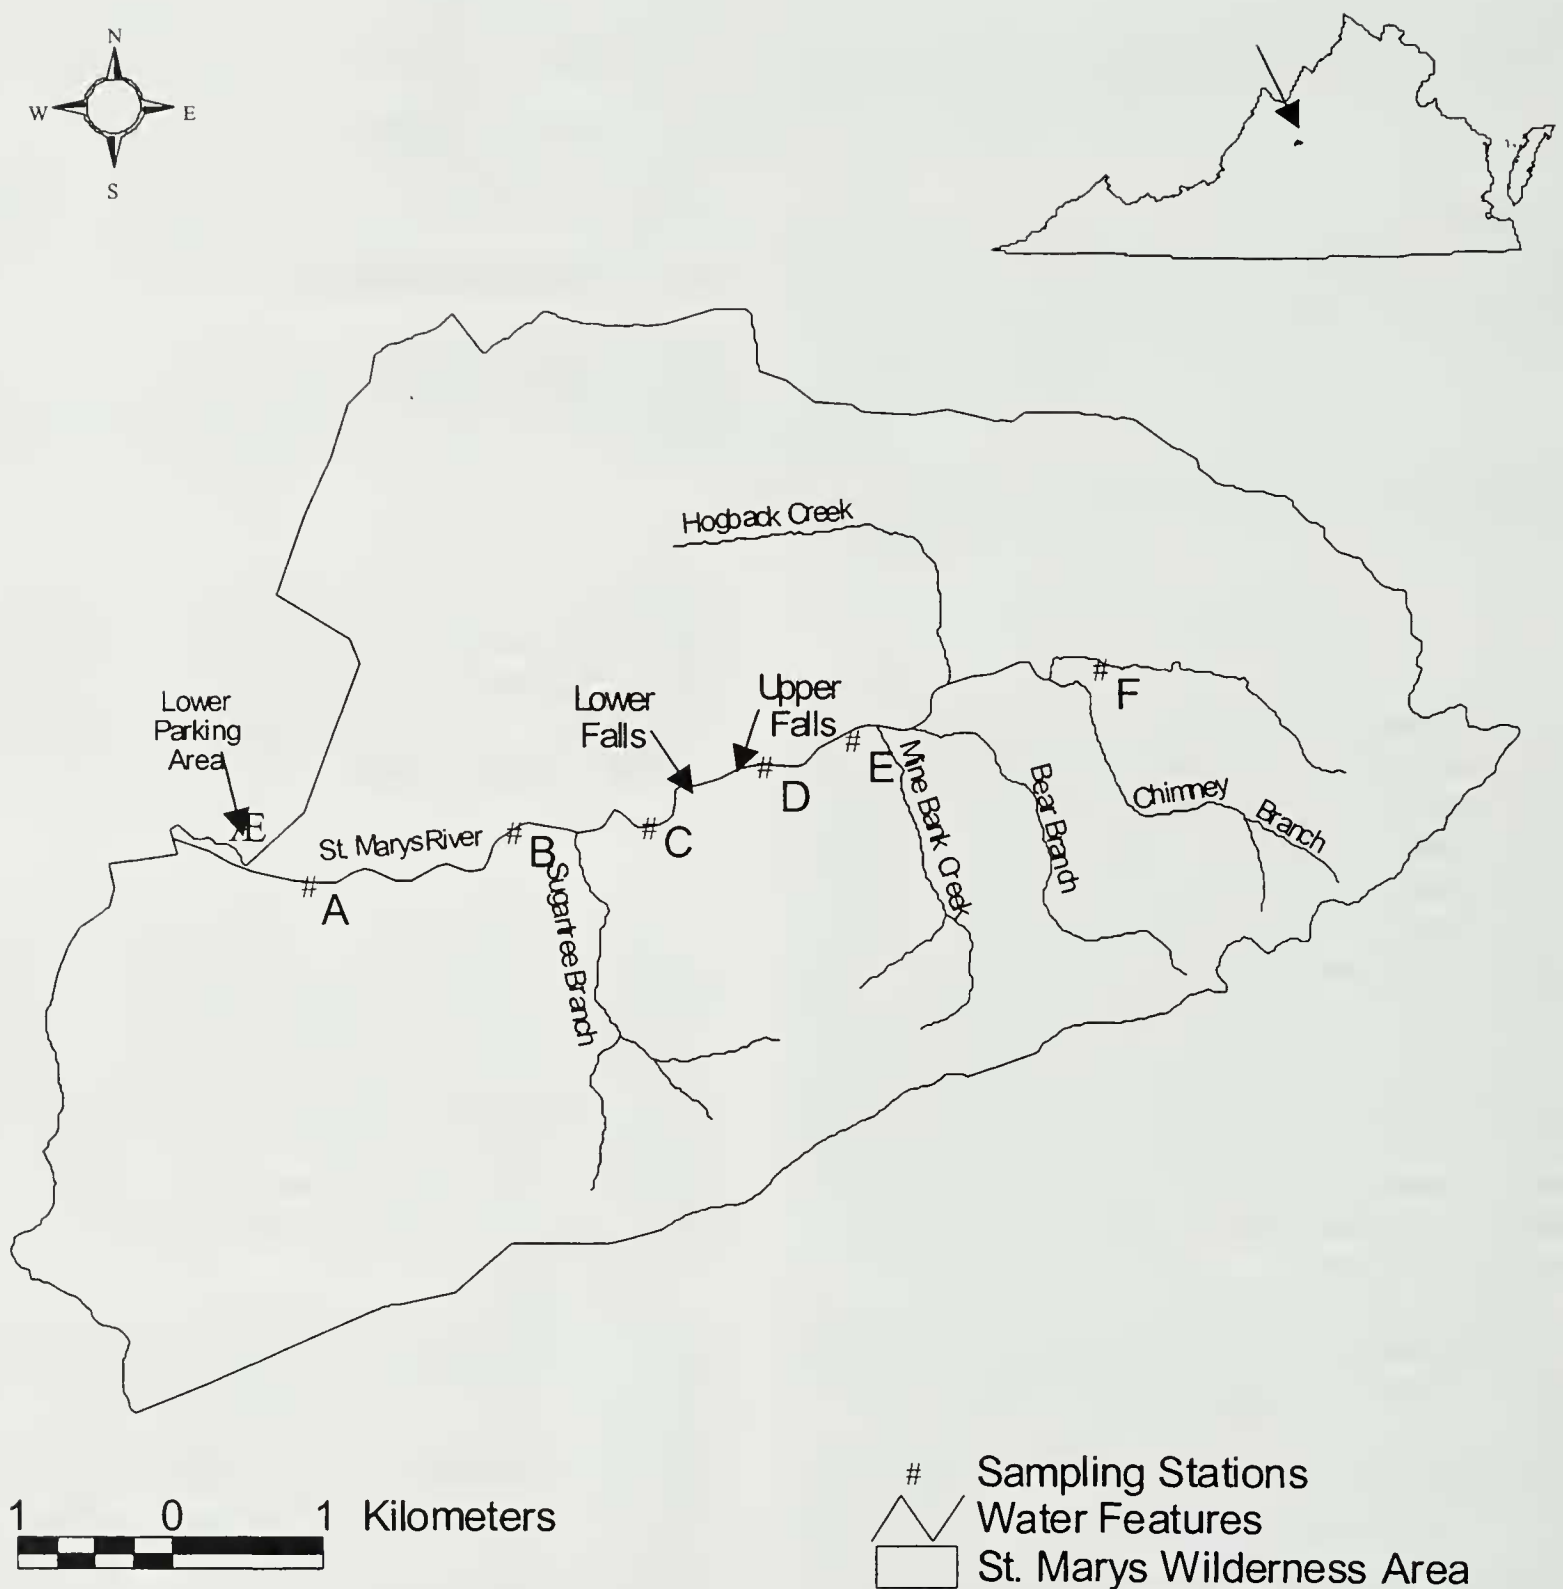 N
W E
S
Hogback Creek
Lower
Parking
Area
Æ
Lower
Falls
Upper
Falls
F
St. Marys River
A
B
C
D
E
Sugartree Branch
Mine Bank Creek
Bear Branch
Chimney
Branch
# # # # # #
1 0 1 Kilometers
# Sampling Stations
Water Features
St. Marys Wilderness Area